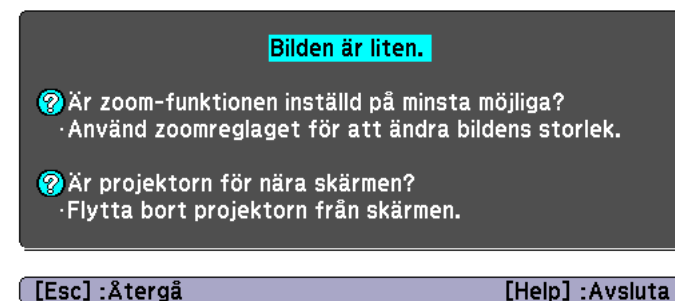 Bilden är liten.
Är zoom-funktionen inställd på minsta möjliga?
·Använd zoomreglaget för att ändra bildens storlek.
Är projektorn för nära skärmen?
·Flytta bort projektorn från skärmen.
[Esc] :Återgå [Help] :Avsluta